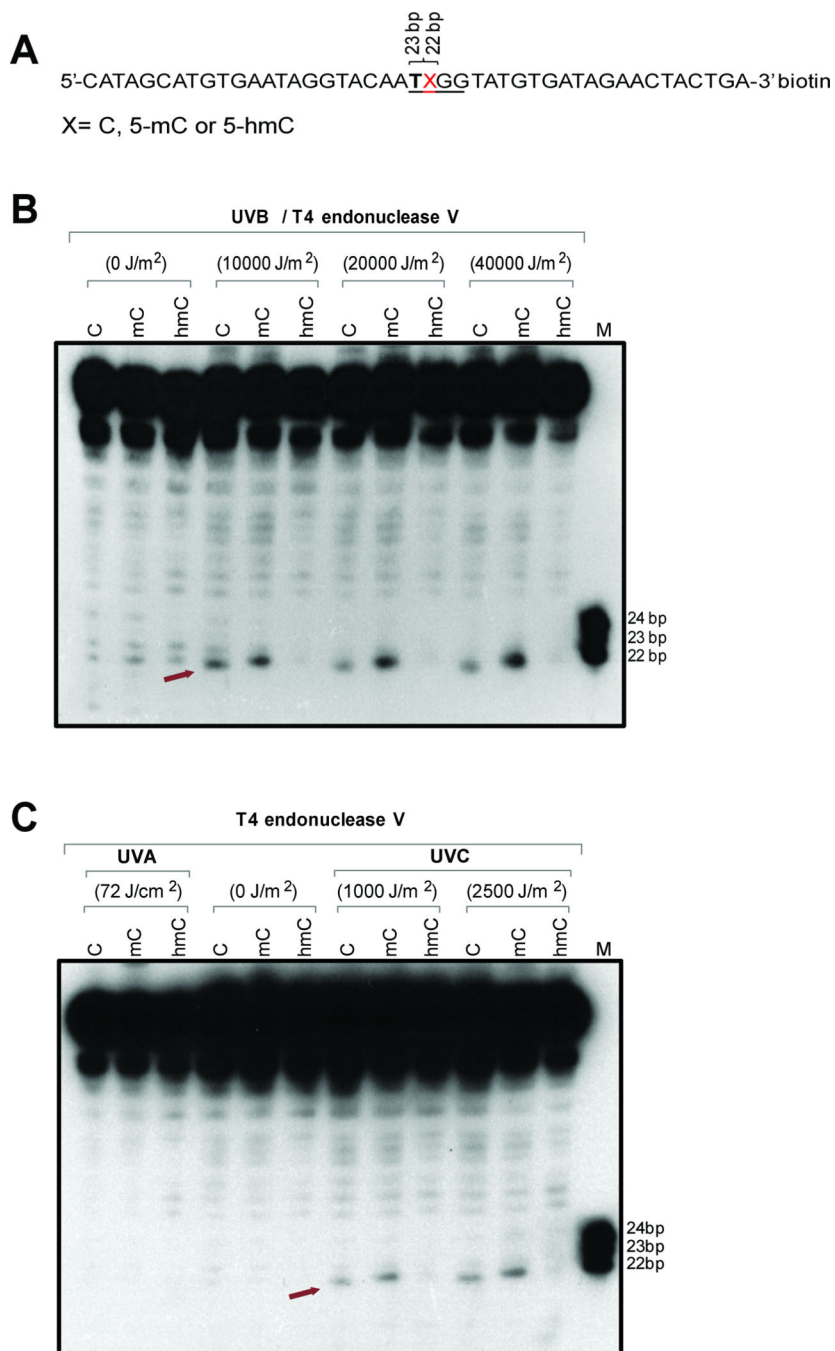 A
23 bp
22 bp
5'-CATAGCATGTGAATAGGTACAATXGGTATGTGATAGAACTACTGA-3' biotin
X= C, 5-mC or 5-hmC
B
UVB / T4 endonuclease V
(0 J/m²) (10000 J/m²) (20000 J/m²) (40000 J/m²)
C mC hmC C mC hmC C mC hmC C mC hmC M
24 bp
23 bp
22 bp
C
T4 endonuclease V
UVA UVC
(72 J/cm²) (0 J/m²) (1000 J/m²) (2500 J/m²)
C mC hmC C mC hmC C mC hmC C mC hmC M
24bp
23bp
22bp